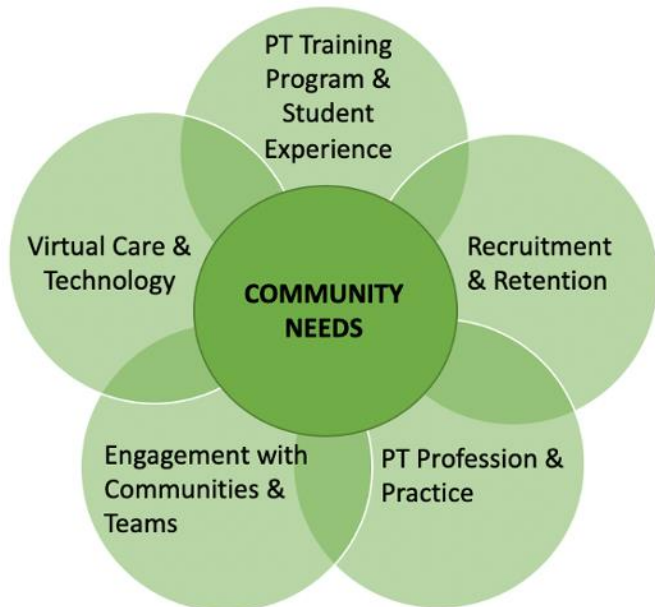 PT Training
Program &
Student
Experience
Virtual Care &
Technology
Recruitment
& Retention
COMMUNITY
NEEDS
Engagement with
Communities &
Teams
PT Profession &
Practice